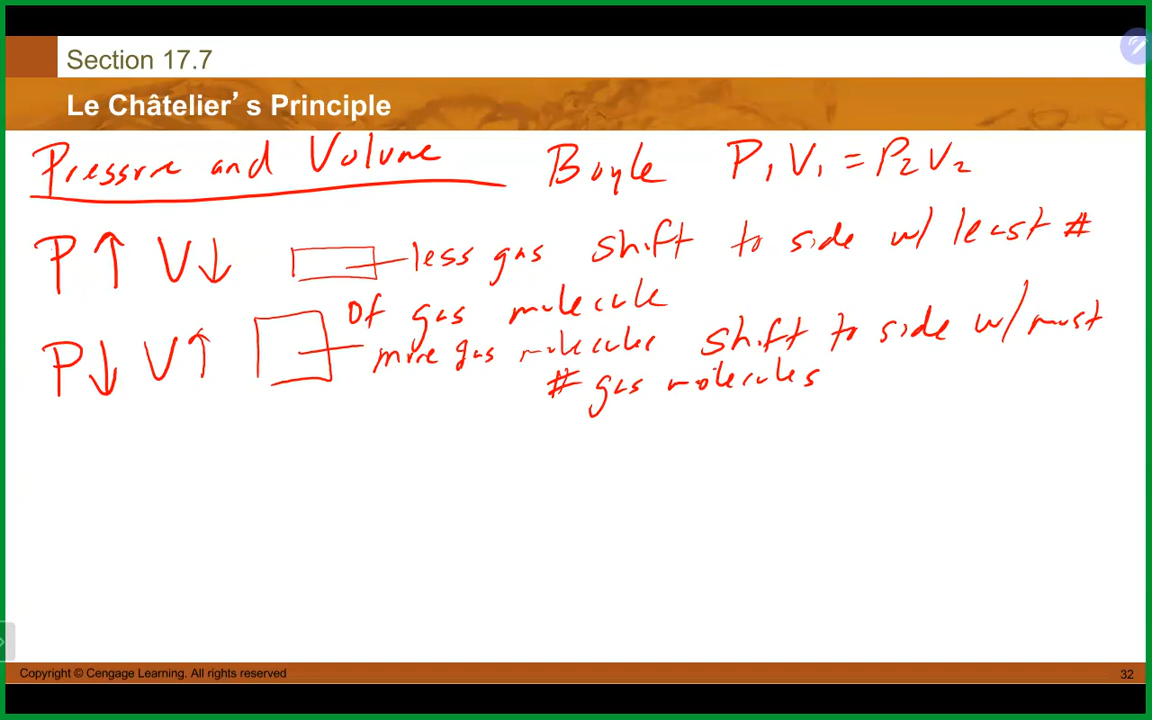 Section 17.7
Le Châtelier's Principle
Pressure and Volume Boyle P₁V₁ = P₂V₂
P↑ V↓ less gas shift to side w/ least #
of gas molecule
P↓ V↑ more gas molecules shift to side w/ most
# gas molecules
Copyright © Cengage Learning. All rights reserved 32